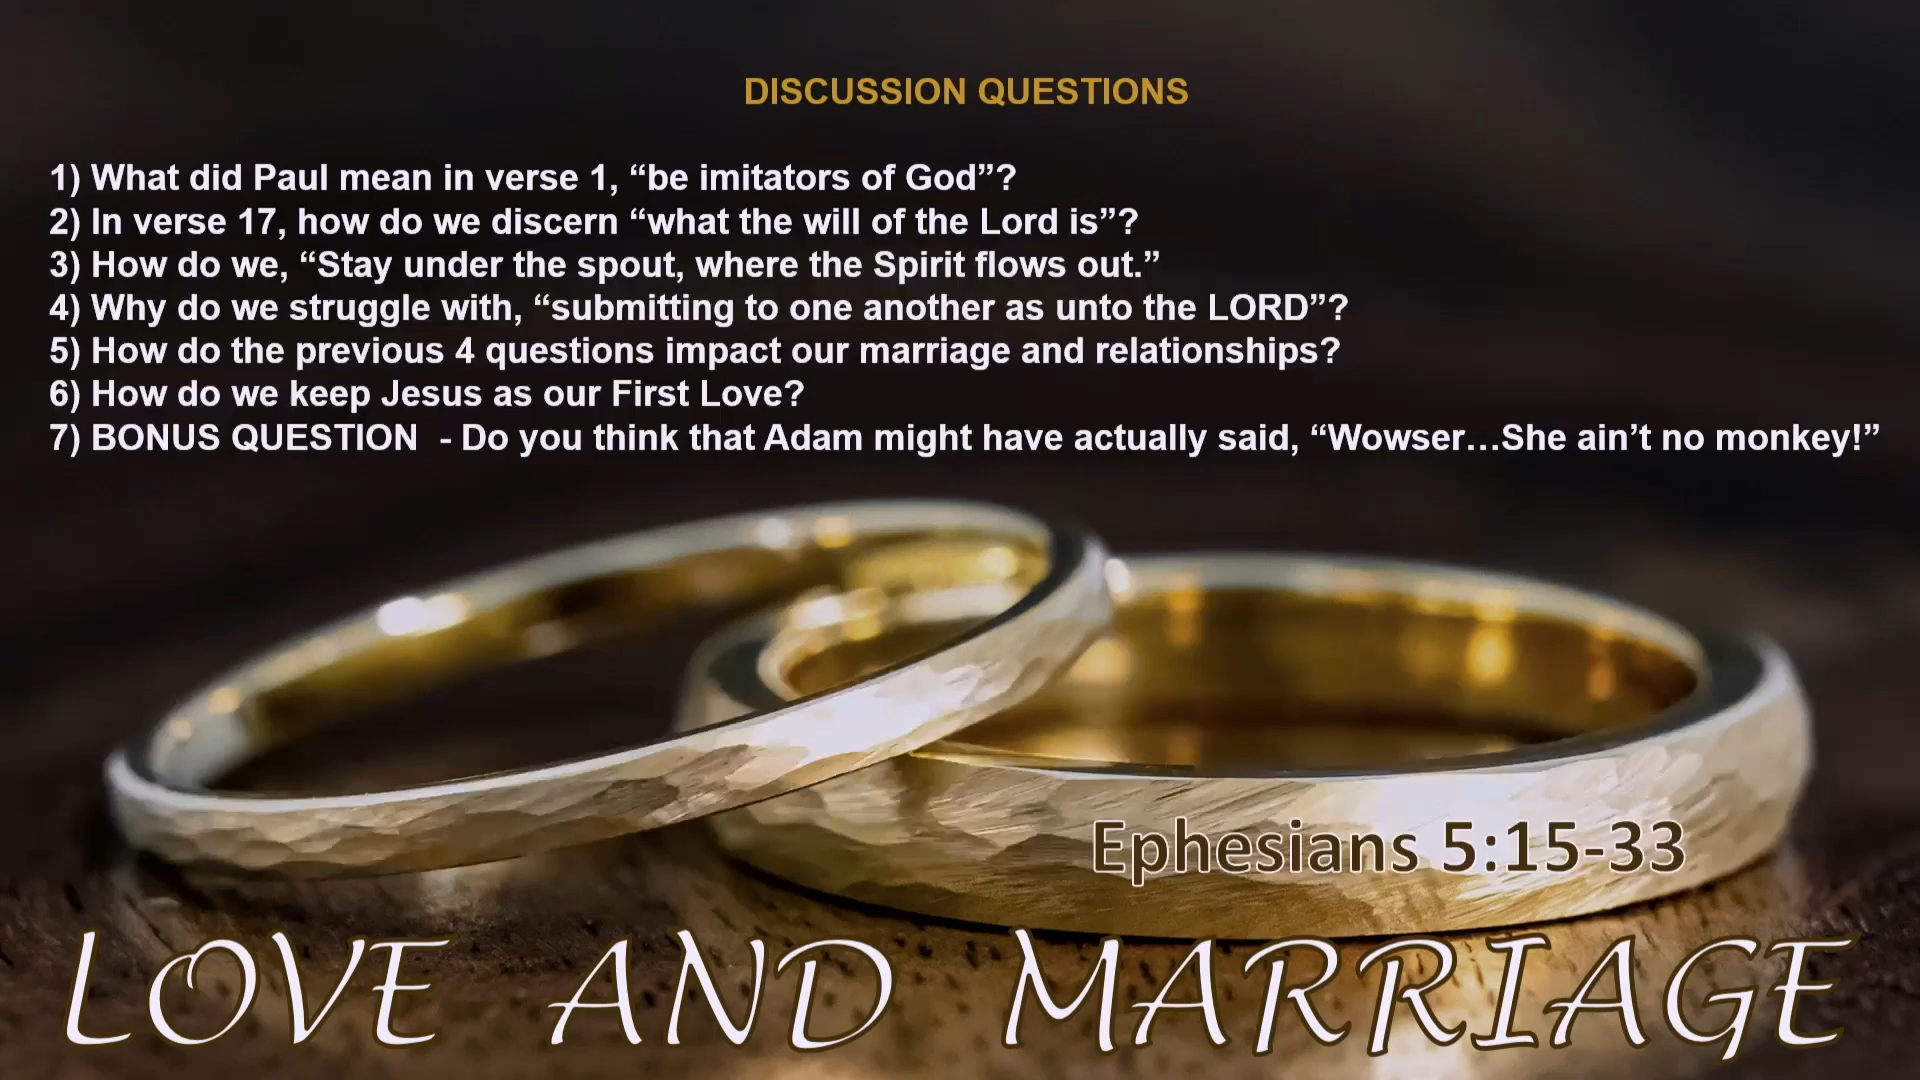 DISCUSSION QUESTIONS
1) What did Paul mean in verse 1, “be imitators of God”?
2) In verse 17, how do we discern “what the will of the Lord is”?
3) How do we, “Stay under the spout, where the Spirit flows out.”
4) Why do we struggle with, “submitting to one another as unto the LORD”?
5) How do the previous 4 questions impact our marriage and relationships?
6) How do we keep Jesus as our First Love?
7) BONUS QUESTION  - Do you think that Adam might have actually said, “Wowser…She ain’t no monkey!”
Ephesians 5:15-33
LOVE AND MARRIAGE